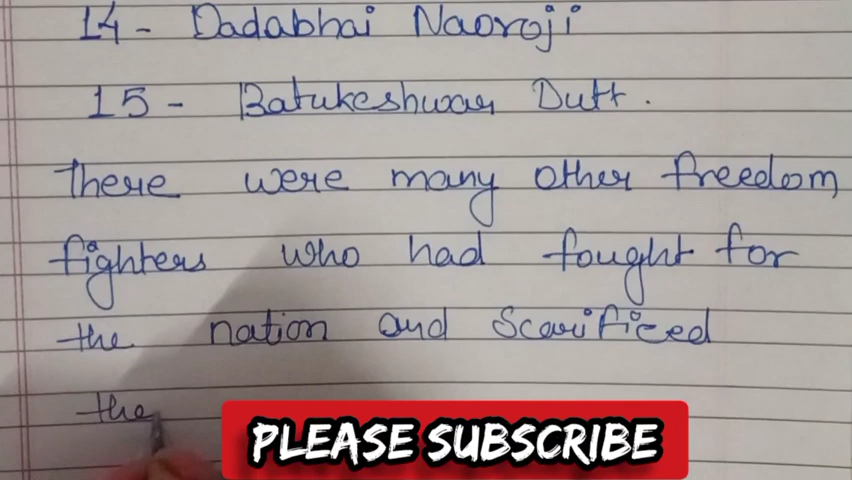 14- Dadabhai Naoroji
15 - Batukeshwar Dutt.
There were many other freedom
fighters who had fought for
the nation and Scarificed
the
PLEASE SUBSCRIBE